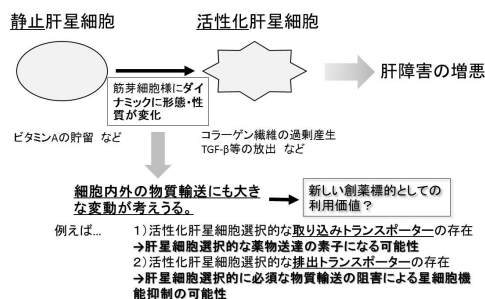 静止肝星細胞
活性化肝星細胞
肝障害の増悪
筋芽細胞様にダイ
ナミックに形態・性
質が変化
ビタミンAの貯留 など
コラーゲン繊維の過剰産生
TGF-β等の放出 など
細胞内外の物質輸送にも大き
な変動が考えうる。
新しい創薬標的としての
利用価値?
例えば…
1)活性化肝星細胞選択的な取り込みトランスポーターの存在
→肝星細胞選択的な薬物送達の素子になる可能性
2)活性化肝星細胞選択的な排出トランスポーターの存在
→肝星細胞選択的に必須な物質輸送の阻害による星細胞機
能抑制の可能性